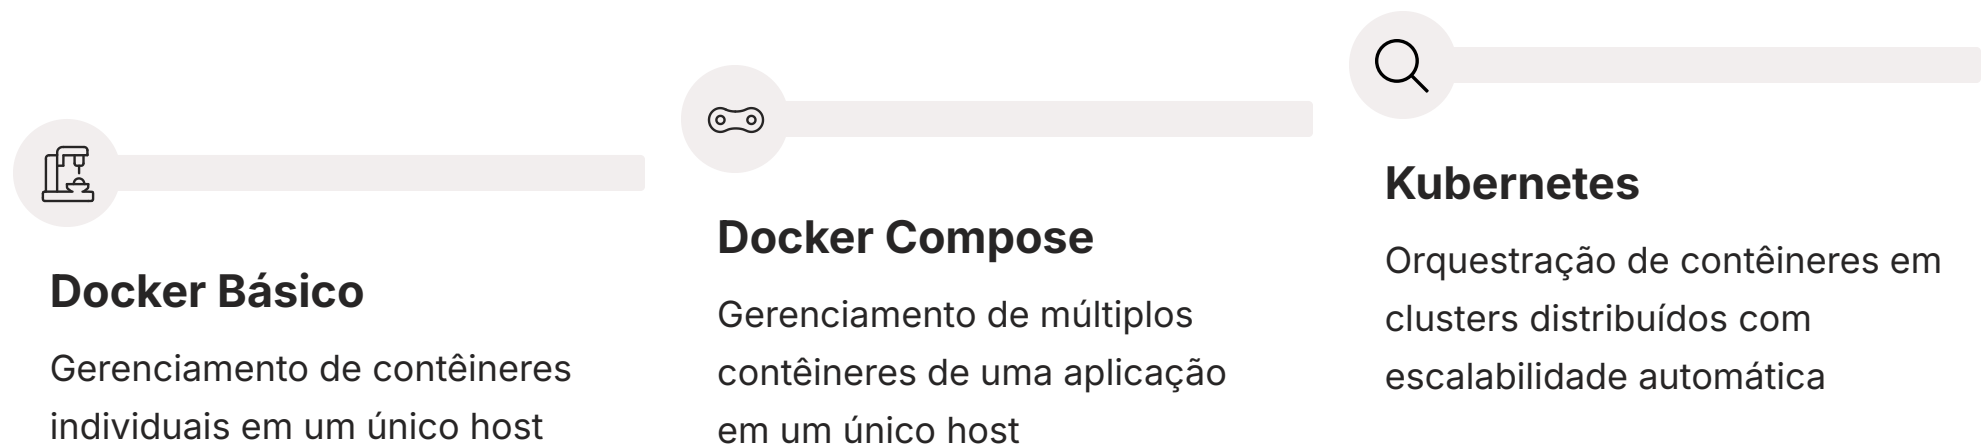 Docker Básico
Gerenciamento de contêineres
individuais em um único host
Docker Compose
Gerenciamento de múltiplos
contêineres de uma aplicação
em um único host
Kubernetes
Orquestração de contêineres em
clusters distribuídos com
escalabilidade automática